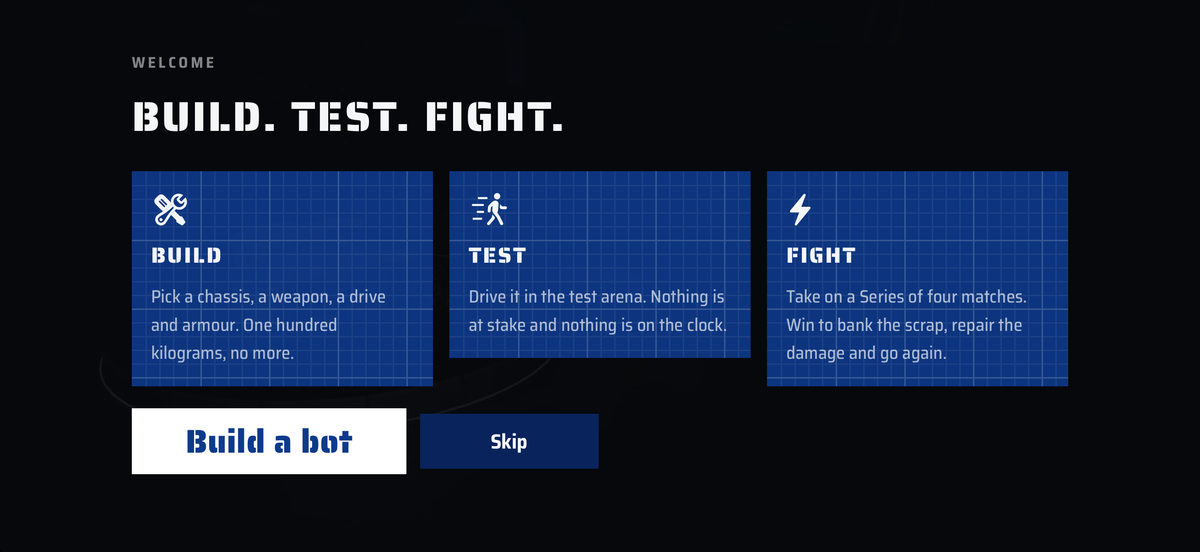 WELCOME
BUILD. TEST. FIGHT.
BUILD
Pick a chassis, a weapon, a drive
and armour. One hundred
kilograms, no more.
TEST
Drive it in the test arena. Nothing is
at stake and nothing is on the clock.
FIGHT
Take on a Series of four matches.
Win to bank the scrap, repair the
damage and go again.
Build a bot
Skip